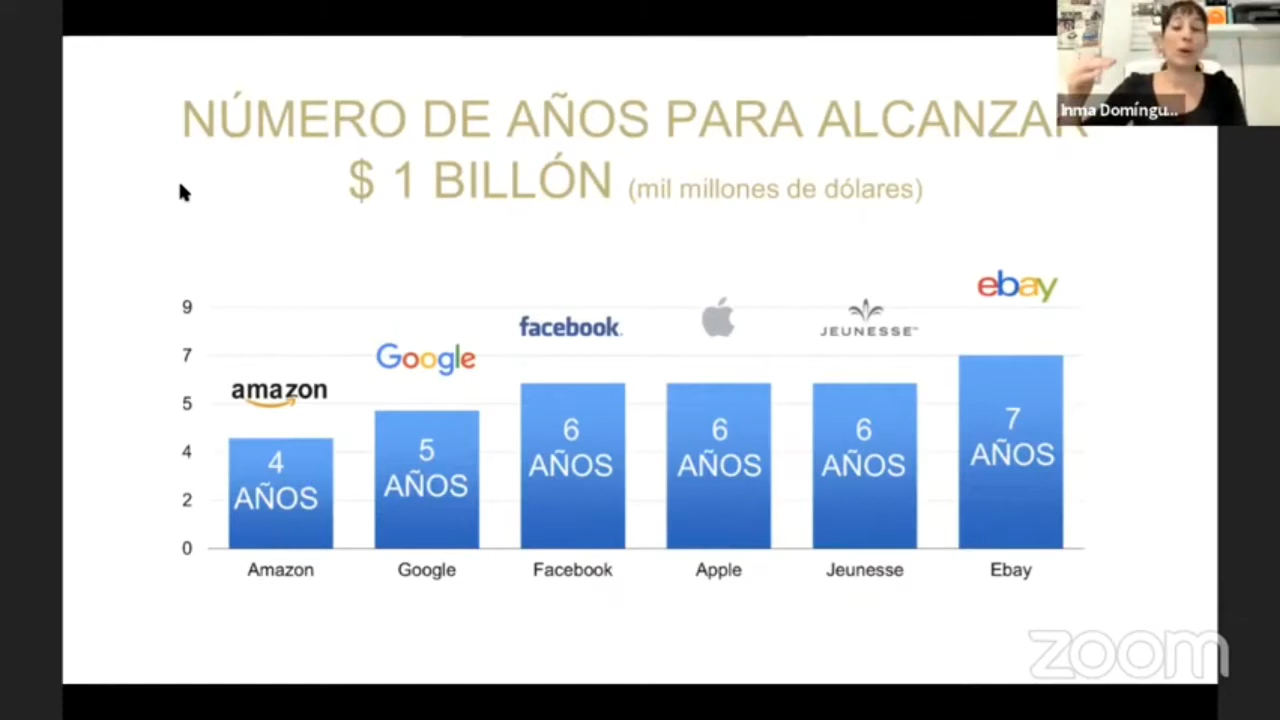 NÚMERO DE AÑOS PARA ALCANZAR
$ 1 BILLÓN (mil millones de dólares)
Inma Domíngu...
9
7
5
4
2
0
amazon
Google
facebook.
JEUNESSE™
ebay
4
AÑOS
5
AÑOS
6
AÑOS
6
AÑOS
6
AÑOS
7
AÑOS
Amazon
Google
Facebook
Apple
Jeunesse
Ebay
zoom